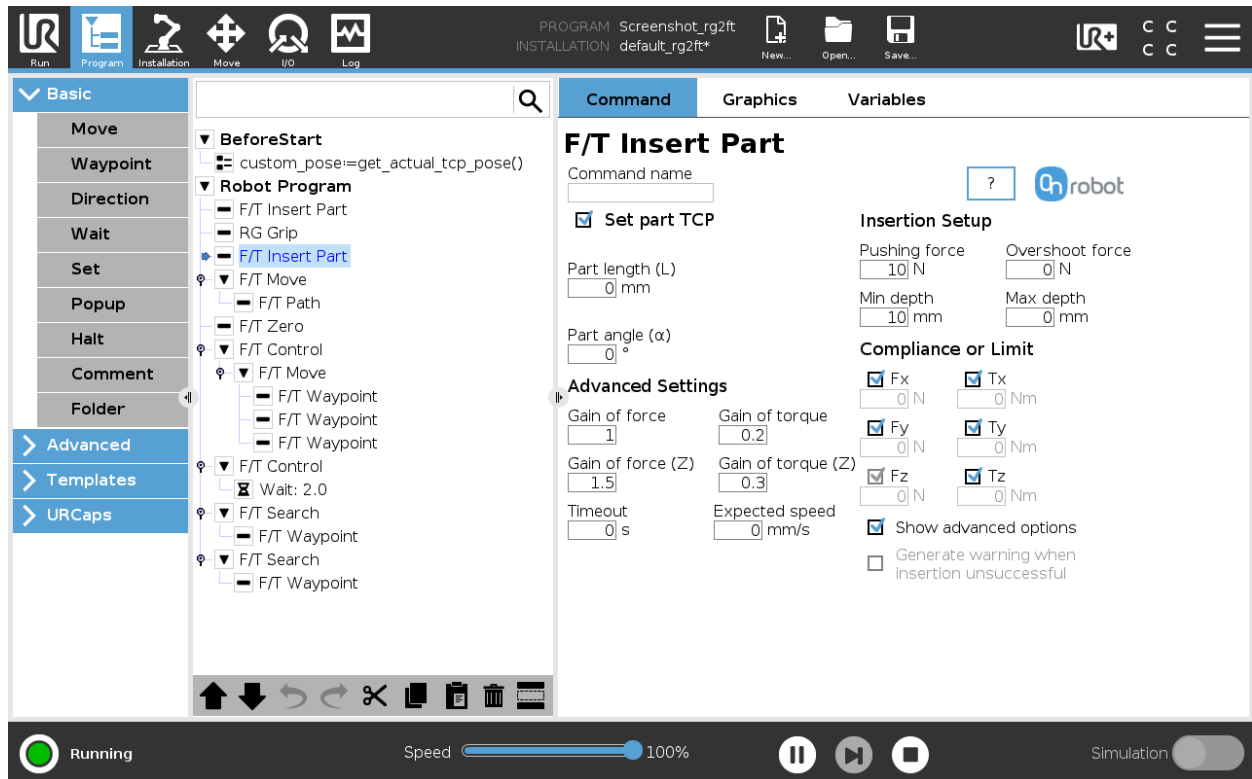 PROGRAM Screenshot_rg2ft
INSTALLATION default_rg2ft*
UR
Run
Program
Installation
Move
I/O
Log
New...
Open...
Save...
UR+
C C
C C
Basic
Move
Waypoint
Direction
Wait
Set
Popup
Halt
Comment
Folder
Advanced
Templates
URCaps
BeforeStart
custom_pose≔get_actual_tcp_pose()
Robot Program
F/T Insert Part
RG Grip
F/T Insert Part
F/T Move
F/T Path
F/T Zero
F/T Control
F/T Move
F/T Waypoint
F/T Waypoint
F/T Waypoint
F/T Control
Wait: 2.0
F/T Search
F/T Waypoint
F/T Search
F/T Waypoint
Command Graphics Variables
F/T Insert Part
Command name
?
On robot
Set part TCP
Part length (L)
0 mm
Part angle (α)
0 °
Advanced Settings
Gain of force Gain of torque
1 0.2
Gain of force (Z) Gain of torque (Z)
1.5 0.3
Timeout Expected speed
0 s 0 mm/s
Insertion Setup
Pushing force Overshoot force
10 N 0 N
Min depth Max depth
10 mm 0 mm
Compliance or Limit
Fx Tx
0 N 0 Nm
Fy Ty
0 N 0 Nm
Fz Tz
0 N 0 Nm
Show advanced options
Generate warning when
insertion unsuccessful
Running
Speed 100%
Simulation